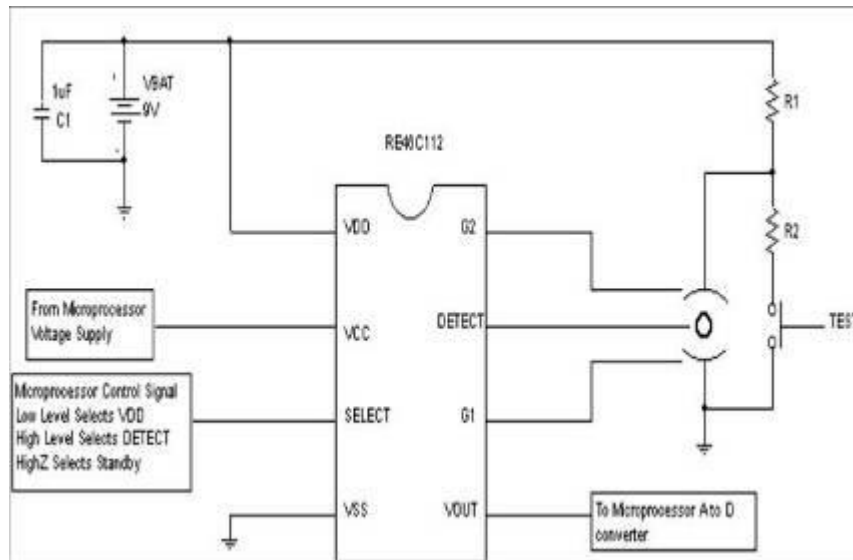 1uF
C1
VBAT
9V
R1
RE46C112
VDD
G2
R2
From Microprocessor
Voltage Supply
VCC
DETECT
TEST
Microprocessor Control Signal
Low Level Selects VDD
High Level Selects DETECT
HighZ Selects Standby
SELECT
G1
VSS
VOUT
To Microprocessor A to D
converter